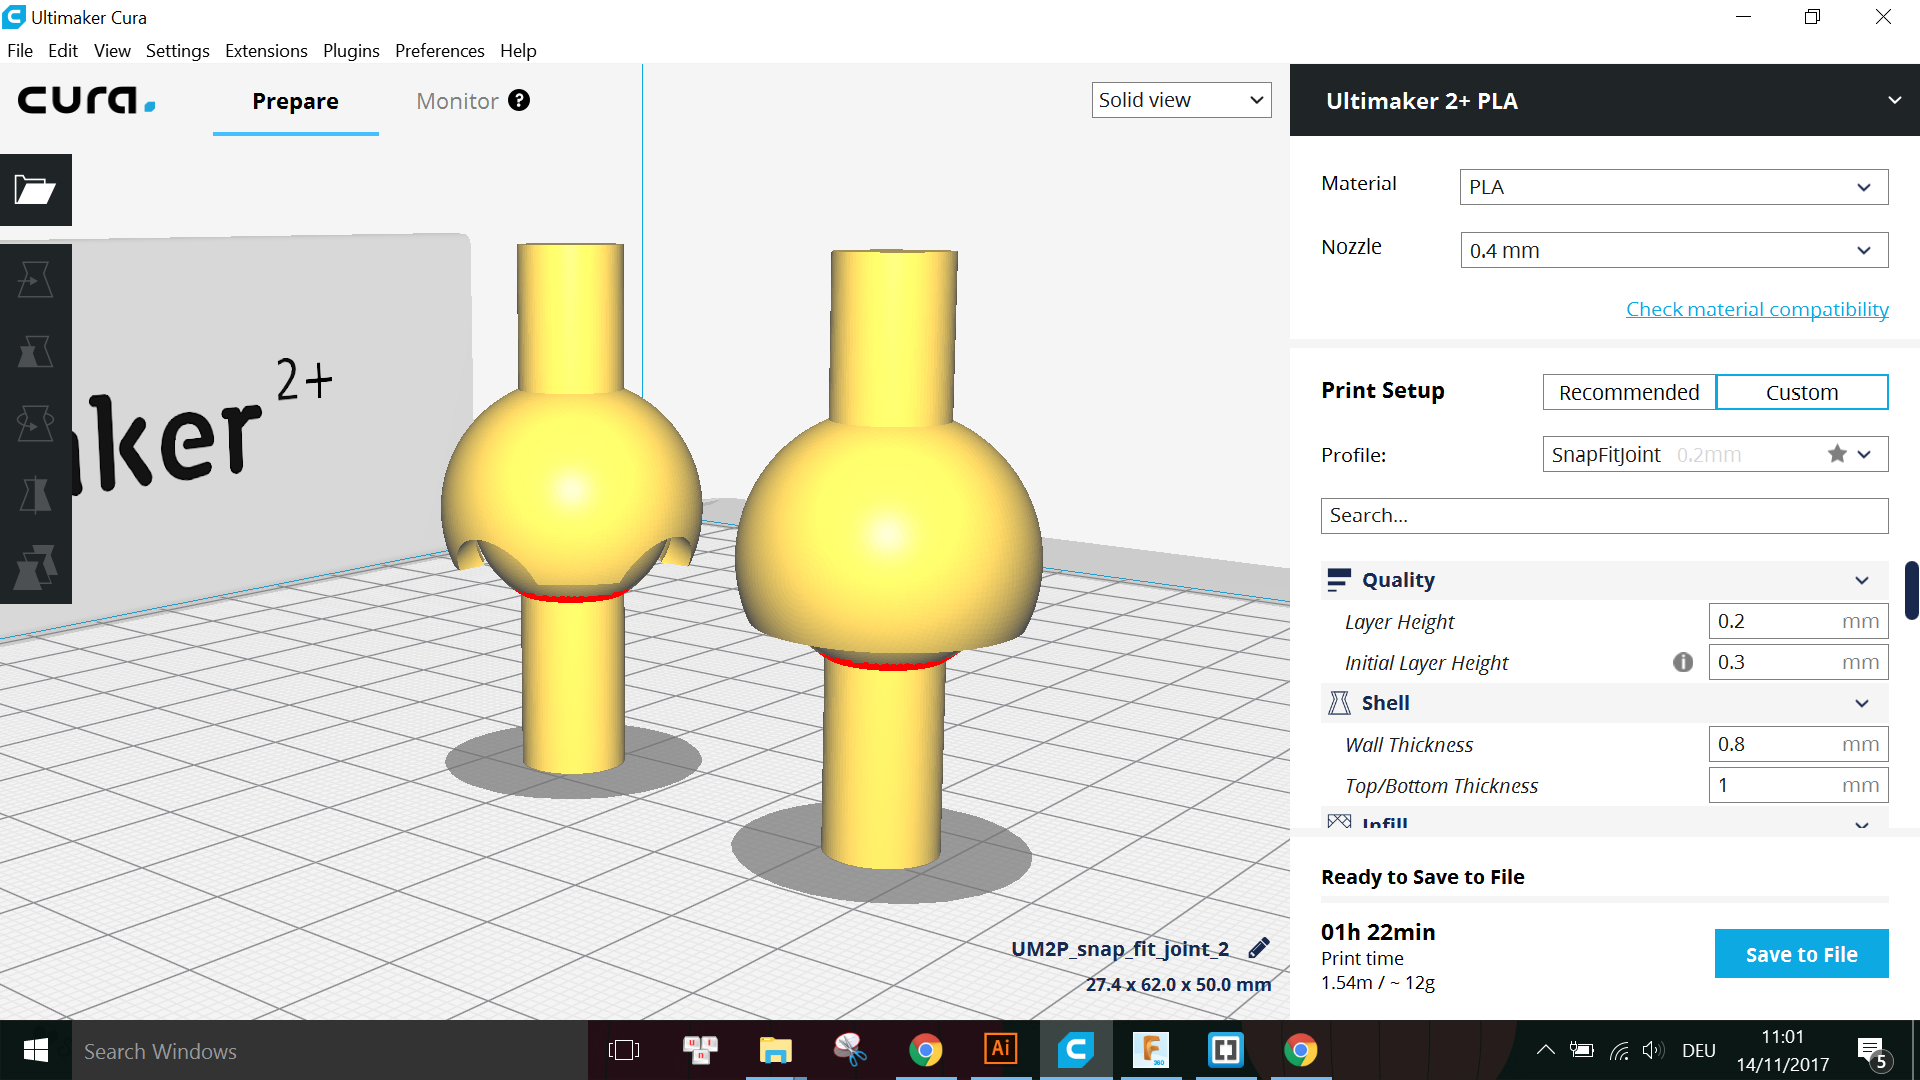 Ultimaker Cura
File Edit View Settings Extensions Plugins Preferences Help
cura.
Prepare
Monitor ?
Solid view
Ultimaker 2+ PLA
Material
PLA
Nozzle
0.4 mm
Check material compatibility
aker 2+
Print Setup
Recommended
Custom
Profile:
SnapFitJoint 0.2mm
Search...
Quality
Layer Height
0.2 mm
Initial Layer Height
i
0.3 mm
Shell
Wall Thickness
0.8 mm
Top/Bottom Thickness
1 mm
Infill
Ready to Save to File
01h 22min
Print time
1.54m / ~ 12g
Save to File
UM2P_snap_fit_joint_2
27.4 x 62.0 x 50.0 mm
Search Windows
u i n
Ai
F
360
DEU
11:01
14/11/2017
5